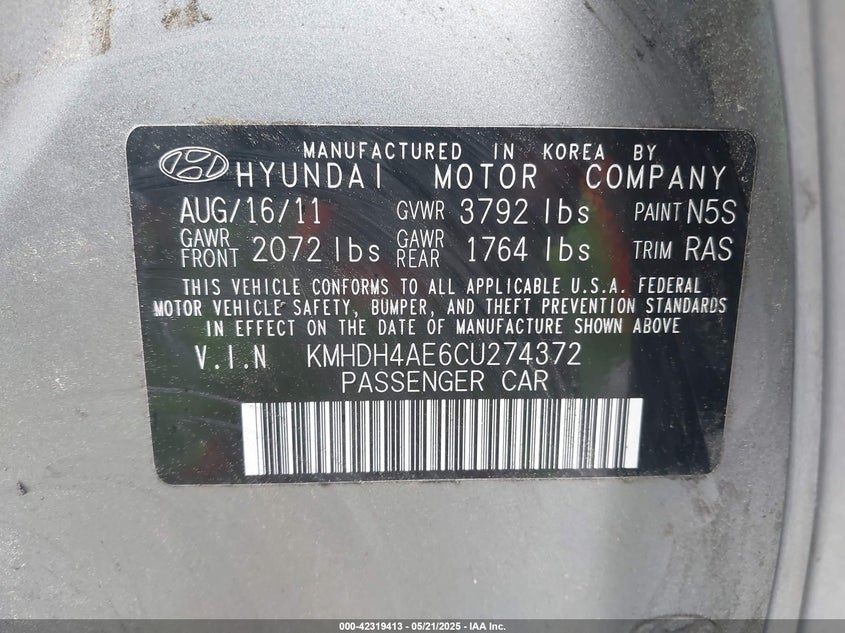 MANUFACTURED IN KOREA BY
HYUNDAI MOTOR COMPANY
AUG/16/11 GVWR 3792 lbs PAINT N5S
GAWR FRONT 2072 lbs GAWR REAR 1764 lbs TRIM RAS
THIS VEHICLE CONFORMS TO ALL APPLICABLE U.S.A. FEDERAL
MOTOR VEHICLE SAFETY, BUMPER, AND THEFT PREVENTION STANDARDS
IN EFFECT ON THE DATE OF MANUFACTURE SHOWN ABOVE
V.I.N KMHDH4AE6CU274372
PASSENGER CAR
000-42319413 - 05/21/2025 - IAA Inc.